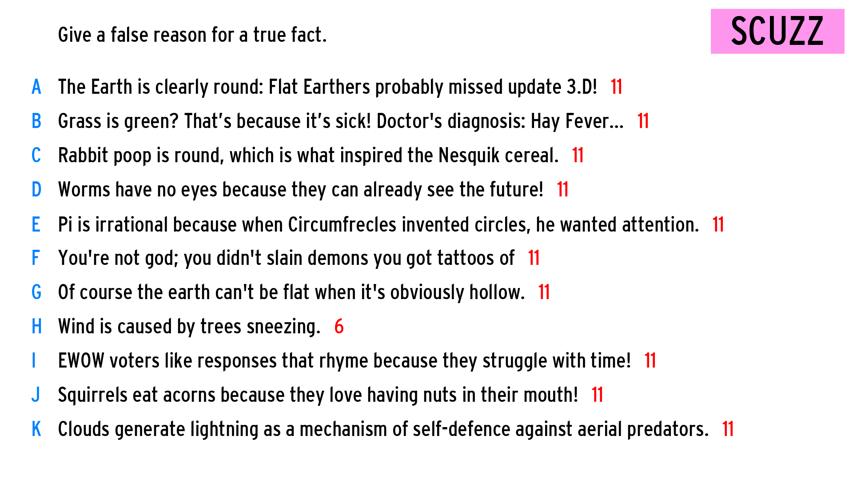 Give a false reason for a true fact.
SCUZZ
A The Earth is clearly round: Flat Earthers probably missed update 3.D! 11
B Grass is green? That’s because it’s sick! Doctor's diagnosis: Hay Fever... 11
C Rabbit poop is round, which is what inspired the Nesquik cereal. 11
D Worms have no eyes because they can already see the future! 11
E Pi is irrational because when Circumfrecles invented circles, he wanted attention. 11
F You're not god; you didn't slain demons you got tattoos of 11
G Of course the earth can't be flat when it's obviously hollow. 11
H Wind is caused by trees sneezing. 6
I EWOW voters like responses that rhyme because they struggle with time! 11
J Squirrels eat acorns because they love having nuts in their mouth! 11
K Clouds generate lightning as a mechanism of self-defence against aerial predators. 11